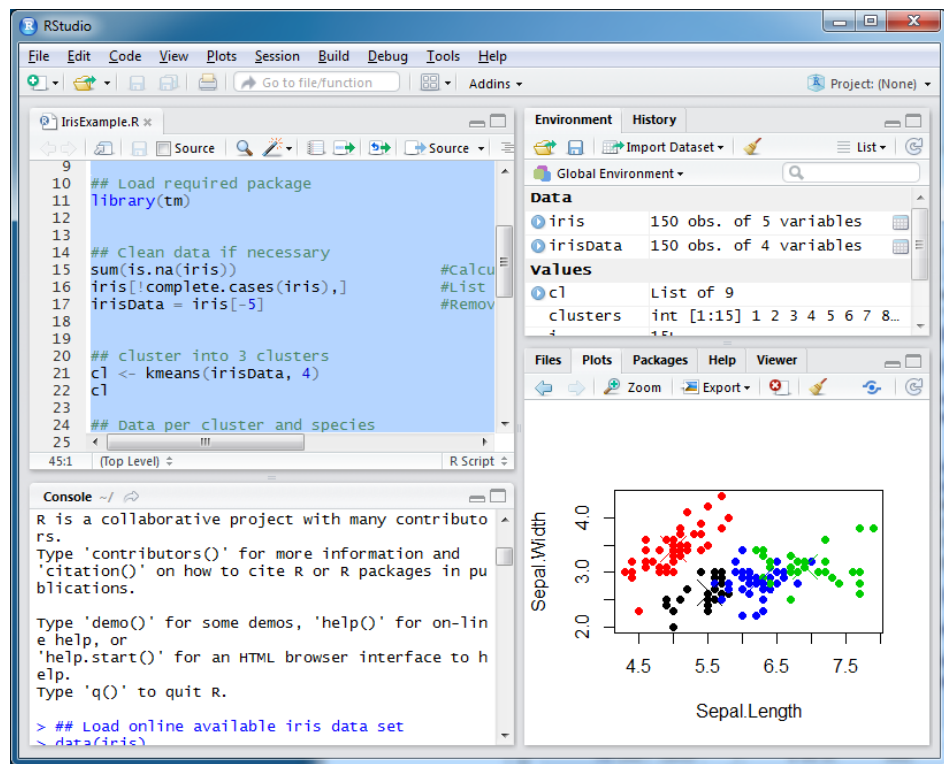 RStudio
File Edit Code View Plots Session Build Debug Tools Help
Go to file/function Addins Project: (None)
IrisExample.R
Source Source
9
10 ## Load required package
11 library(tm)
12
13
14 ## Clean data if necessary
15 sum(is.na(iris)) #Calcu
16 iris[!complete.cases(iris),] #List
17 irisData = iris[-5] #Remov
18
19
20 ## cluster into 3 clusters
21 cl <- kmeans(irisData, 4)
22 cl
23
24 ## Data per cluster and species
25
45:1 (Top Level) R Script
Console ~/
R is a collaborative project with many contributo
rs.
Type 'contributors()' for more information and
'citation()' on how to cite R or R packages in pu
blications.
Type 'demo()' for some demos, 'help()' for on-lin
e help, or
'help.start()' for an HTML browser interface to h
elp.
Type 'q()' to quit R.
> ## Load online available iris data set
> data(iris)
Environment History
Import Dataset List
Global Environment
Data
iris 150 obs. of 5 variables
irisData 150 obs. of 4 variables
Values
cl List of 9
clusters int [1:15] 1 2 3 4 5 6 7 8…
Files Plots Packages Help Viewer
Zoom Export
Sepal.Width
4.0
3.0
2.0
4.5 5.5 6.5 7.5
Sepal.Length